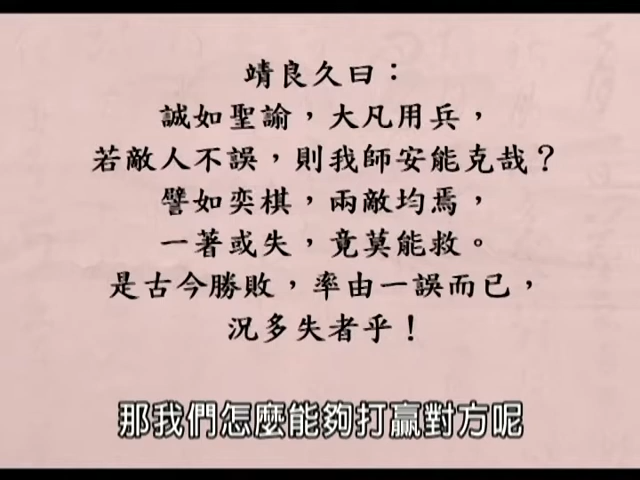 靖良久曰：
誠如聖諭，大凡用兵，
若敵人不誤，則我師安能克哉？
譬如奕棋，兩敵均焉，
一著或失，竟莫能救。
是古今勝敗，率由一誤而已，
況多失者乎！
那我們怎麼能夠打贏對方呢